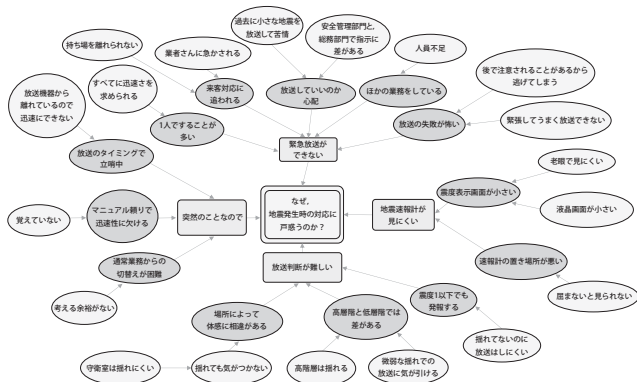 過去に小さな地震を
放送して苦情
安全管理部門と,
総務部門で指示に
差がある
持ち場を離れられない
業者さんに急かされる
人員不足
放送機器から
離れているので
迅速にできない
すべてに迅速さを
求められる
来客対応に
追われる
放送していいのか
心配
ほかの業務をしている
後で注意されることがあるから
逃げてしまう
1人ですることが
多い
放送の失敗が怖い
緊張してうまく放送できない
放送のタイミングで
立哨中
緊急放送が
できない
老眼で見にくい
震度表示画面が小さい
液晶画面が小さい
覚えていない
マニュアル頼りで
迅速性に欠ける
突然のことなので
なぜ,
地震発生時の対応に
戸惑うのか？
地震速報計が
見にくい
通常業務からの
切替えが困難
放送判断が難しい
速報計の置き場所が悪い
考える余裕がない
場所によって
体感に相違がある
高層階と低層階では
差がある
震度1以下でも
発報する
屈まないと見られない
守衛室は揺れにくい
揺れても気がつかない
高階層は揺れる
微弱な揺れでの
放送に気が引ける
揺れてないのに
放送はしにくい